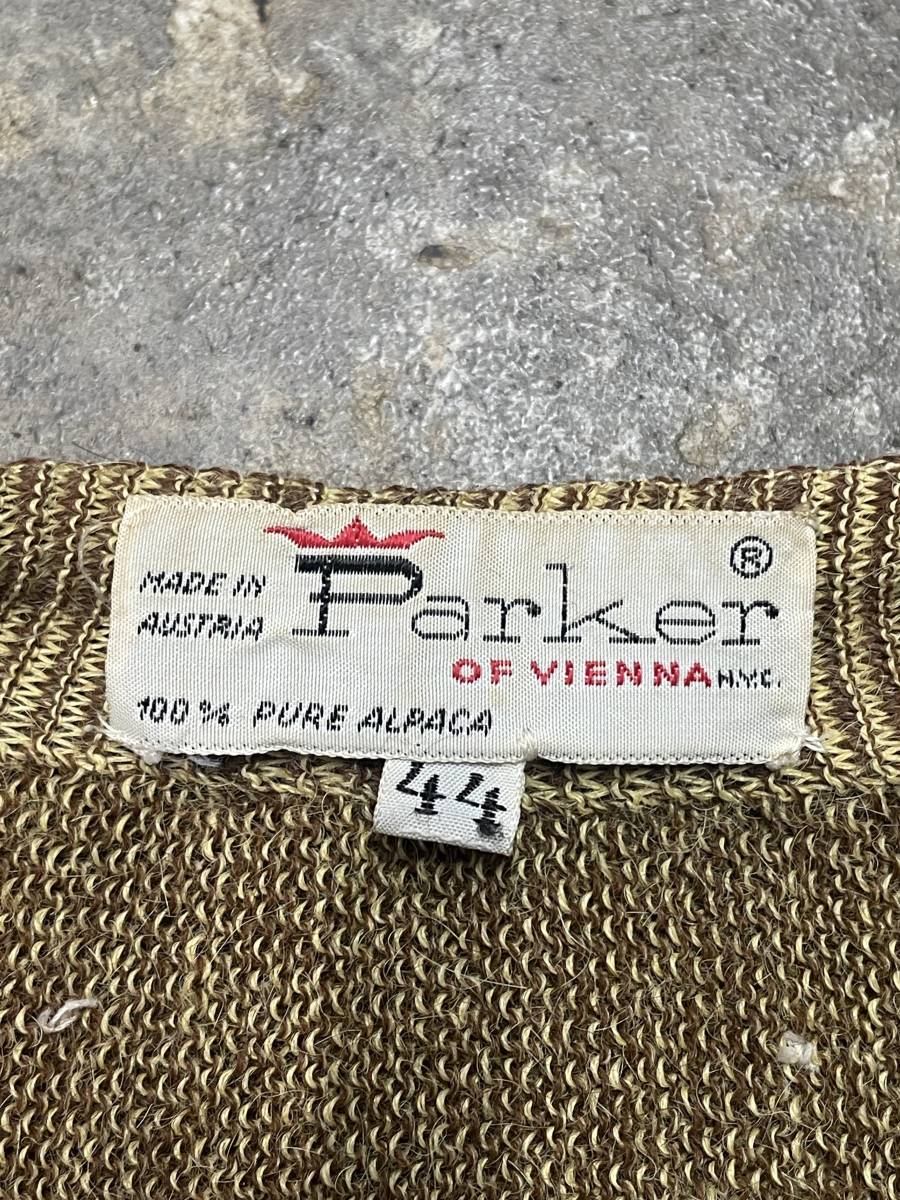 MADE IN
AUSTRIA
Parker ®
OF VIENNA N.M.C.
100% PURE ALPACA
44